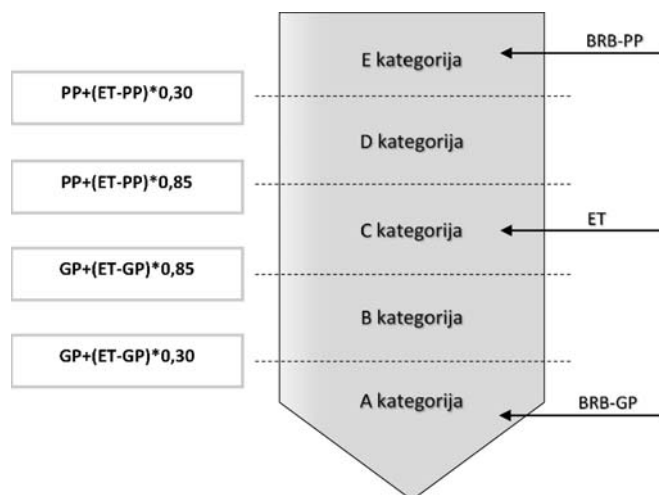 BRB-PP
E kategorija
PP+(ET-PP)*0,30
D kategorija
PP+(ET-PP)*0,85
ET
C kategorija
GP+(ET-GP)*0,85
B kategorija
GP+(ET-GP)*0,30
A kategorija
BRB-GP